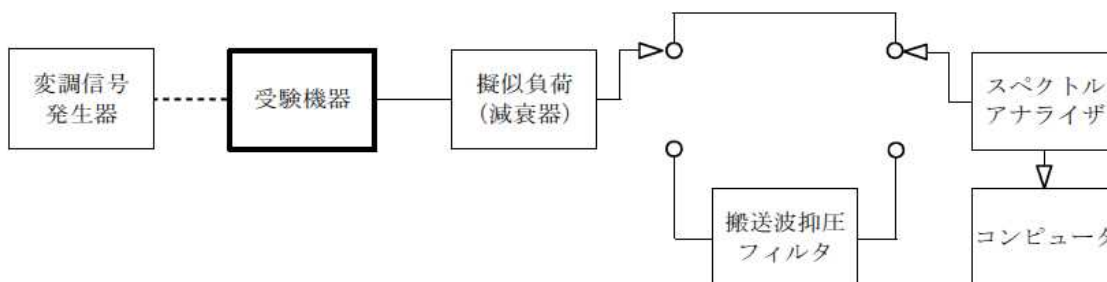 変調信号
発生器
受験機器
擬似負荷
(減衰器)
スペクトル
アナライザ
搬送波抑圧
フィルタ
コンピュータ